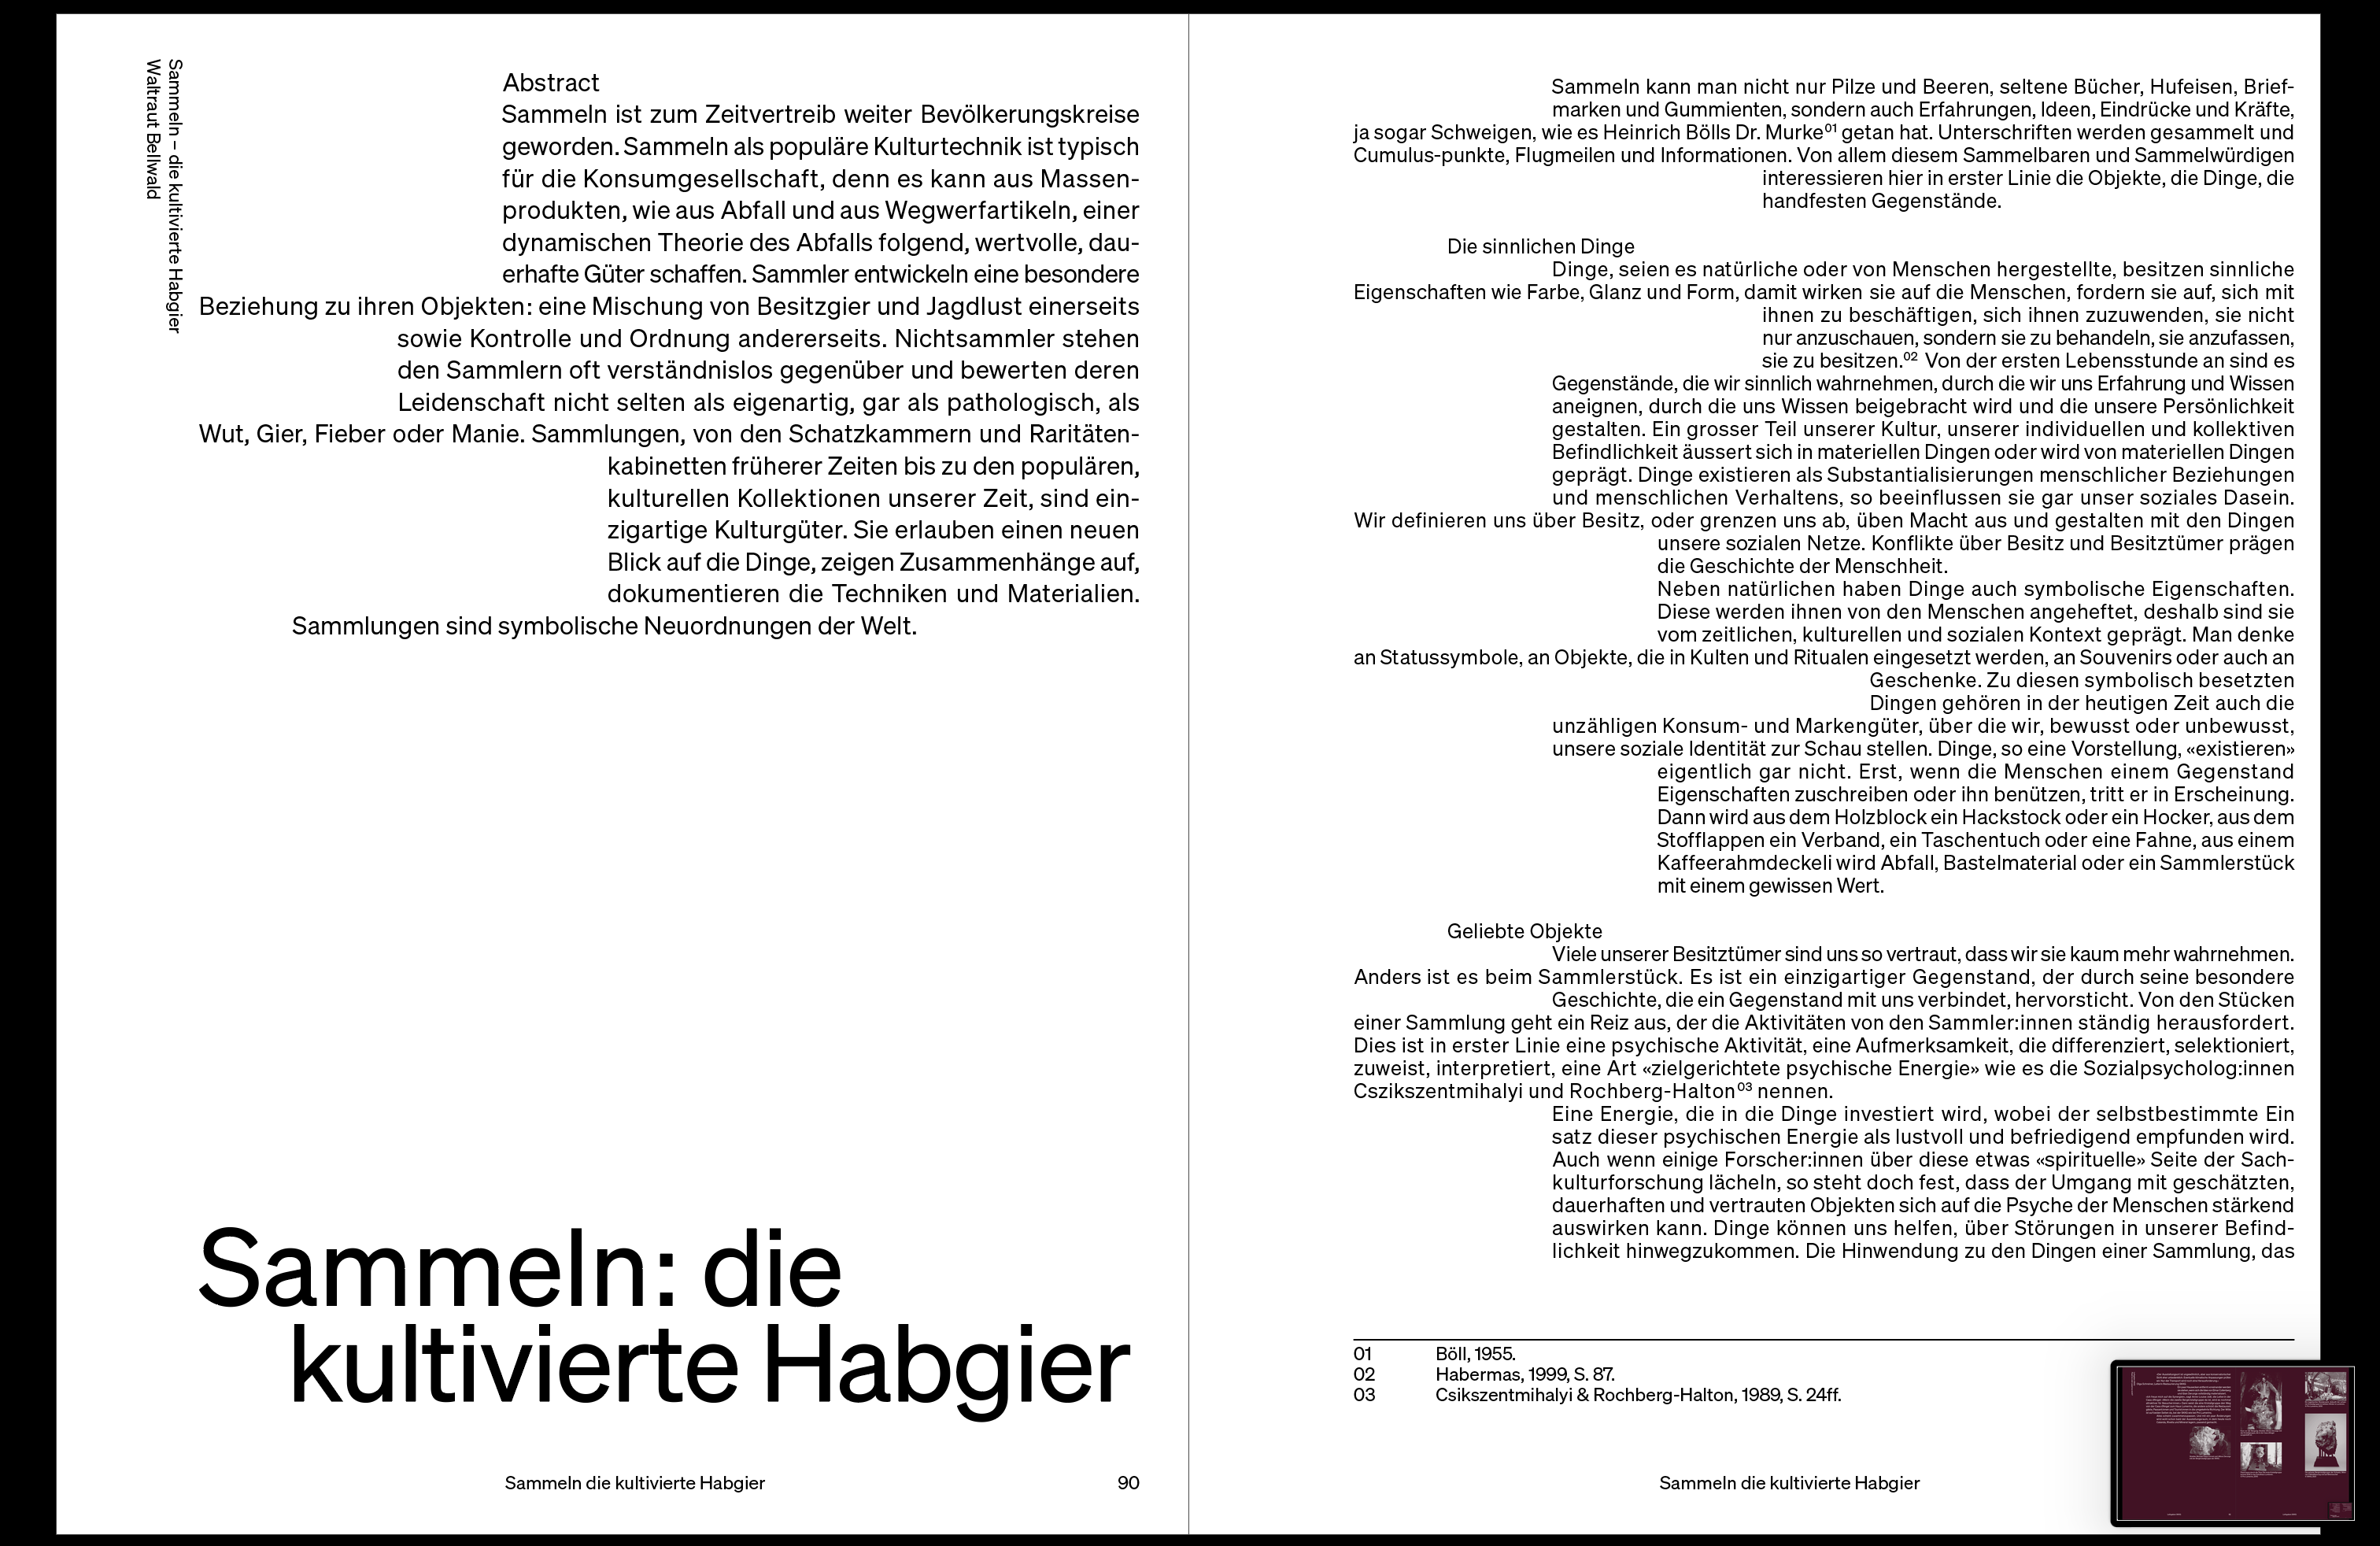 Sammeln – die kultivierte Habgier
Waltraut Bellwald
Abstract
Sammeln ist zum Zeitvertreib weiter Bevölkerungskreise
geworden. Sammeln als populäre Kulturtechnik ist typisch
für die Konsumgesellschaft, denn es kann aus Massen-
produkten, wie aus Abfall und aus Wegwerfartikeln, einer
dynamischen Theorie des Abfalls folgend, wertvolle, dau-
erhafte Güter schaffen. Sammler entwickeln eine besondere
Beziehung zu ihren Objekten: eine Mischung von Besitzgier und Jagdlust einerseits
sowie Kontrolle und Ordnung andererseits. Nichtsammler stehen
den Sammlern oft verständnislos gegenüber und bewerten deren
Leidenschaft nicht selten als eigenartig, gar als pathologisch, als
Wut, Gier, Fieber oder Manie. Sammlungen, von den Schatzkammern und Raritäten-
kabinetten früherer Zeiten bis zu den populären,
kulturellen Kollektionen unserer Zeit, sind ein-
zigartige Kulturgüter. Sie erlauben einen neuen
Blick auf die Dinge, zeigen Zusammenhänge auf,
dokumentieren die Techniken und Materialien.
Sammlungen sind symbolische Neuordnungen der Welt.
Sammeln: die
kultivierte Habgier
Sammeln die kultivierte Habgier
90
Sammeln kann man nicht nur Pilze und Beeren, seltene Bücher, Hufeisen, Brief-
marken und Gummienten, sondern auch Erfahrungen, Ideen, Eindrücke und Kräfte,
ja sogar Schweigen, wie es Heinrich Bölls Dr. Murke⁰¹ getan hat. Unterschriften werden gesammelt und
Cumulus-punkte, Flugmeilen und Informationen. Von allem diesem Sammelbaren und Sammelwürdigen
interessieren hier in erster Linie die Objekte, die Dinge, die
handfesten Gegenstände.
Die sinnlichen Dinge
Dinge, seien es natürliche oder von Menschen hergestellte, besitzen sinnliche
Eigenschaften wie Farbe, Glanz und Form, damit wirken sie auf die Menschen, fordern sie auf, sich mit
ihnen zu beschäftigen, sich ihnen zuzuwenden, sie nicht
nur anzuschauen, sondern sie zu behandeln, sie anzufassen,
sie zu besitzen.⁰² Von der ersten Lebensstunde an sind es
Gegenstände, die wir sinnlich wahrnehmen, durch die wir uns Erfahrung und Wissen
aneignen, durch die uns Wissen beigebracht wird und die unsere Persönlichkeit
gestalten. Ein grosser Teil unserer Kultur, unserer individuellen und kollektiven
Befindlichkeit äussert sich in materiellen Dingen oder wird von materiellen Dingen
geprägt. Dinge existieren als Substantialisierungen menschlicher Beziehungen
und menschlichen Verhaltens, so beeinflussen sie gar unser soziales Dasein.
Wir definieren uns über Besitz, oder grenzen uns ab, üben Macht aus und gestalten mit den Dingen
unsere sozialen Netze. Konflikte über Besitz und Besitztümer prägen
die Geschichte der Menschheit.
Neben natürlichen haben Dinge auch symbolische Eigenschaften.
Diese werden ihnen von den Menschen angeheftet, deshalb sind sie
vom zeitlichen, kulturellen und sozialen Kontext geprägt. Man denke
an Statussymbole, an Objekte, die in Kulten und Ritualen eingesetzt werden, an Souvenirs oder auch an
Geschenke. Zu diesen symbolisch besetzten
Dingen gehören in der heutigen Zeit auch die
unzähligen Konsum- und Markengüter, über die wir, bewusst oder unbewusst,
unsere soziale Identität zur Schau stellen. Dinge, so eine Vorstellung, «existieren»
eigentlich gar nicht. Erst, wenn die Menschen einem Gegenstand
Eigenschaften zuschreiben oder ihn benützen, tritt er in Erscheinung.
Dann wird aus dem Holzblock ein Hackstock oder ein Hocker, aus dem
Stofflappen ein Verband, ein Taschentuch oder eine Fahne, aus einem
Kaffeerahmdeckeli wird Abfall, Bastelmaterial oder ein Sammlerstück
mit einem gewissen Wert.
Geliebte Objekte
Viele unserer Besitztümer sind uns so vertraut, dass wir sie kaum mehr wahrnehmen.
Anders ist es beim Sammlerstück. Es ist ein einzigartiger Gegenstand, der durch seine besondere
Geschichte, die ein Gegenstand mit uns verbindet, hervorsticht. Von den Stücken
einer Sammlung geht ein Reiz aus, der die Aktivitäten von den Sammler:innen ständig herausfordert.
Dies ist in erster Linie eine psychische Aktivität, eine Aufmerksamkeit, die differenziert, selektioniert,
zuweist, interpretiert, eine Art «zielgerichtete psychische Energie» wie es die Sozialpsycholog:innen
Cszikszentmihalyi und Rochberg-Halton⁰³ nennen.
Eine Energie, die in die Dinge investiert wird, wobei der selbstbestimmte Ein
satz dieser psychischen Energie als lustvoll und befriedigend empfunden wird.
Auch wenn einige Forscher:innen über diese etwas «spirituelle» Seite der Sach-
kulturforschung lächeln, so steht doch fest, dass der Umgang mit geschätzten,
dauerhaften und vertrauten Objekten sich auf die Psyche der Menschen stärkend
auswirken kann. Dinge können uns helfen, über Störungen in unserer Befind-
lichkeit hinwegzukommen. Die Hinwendung zu den Dingen einer Sammlung, das
01 Böll, 1955.
02 Habermas, 1999, S. 87.
03 Csikszentmihalyi & Rochberg-Halton, 1989, S. 24ff.
Sammeln die kultivierte Habgier